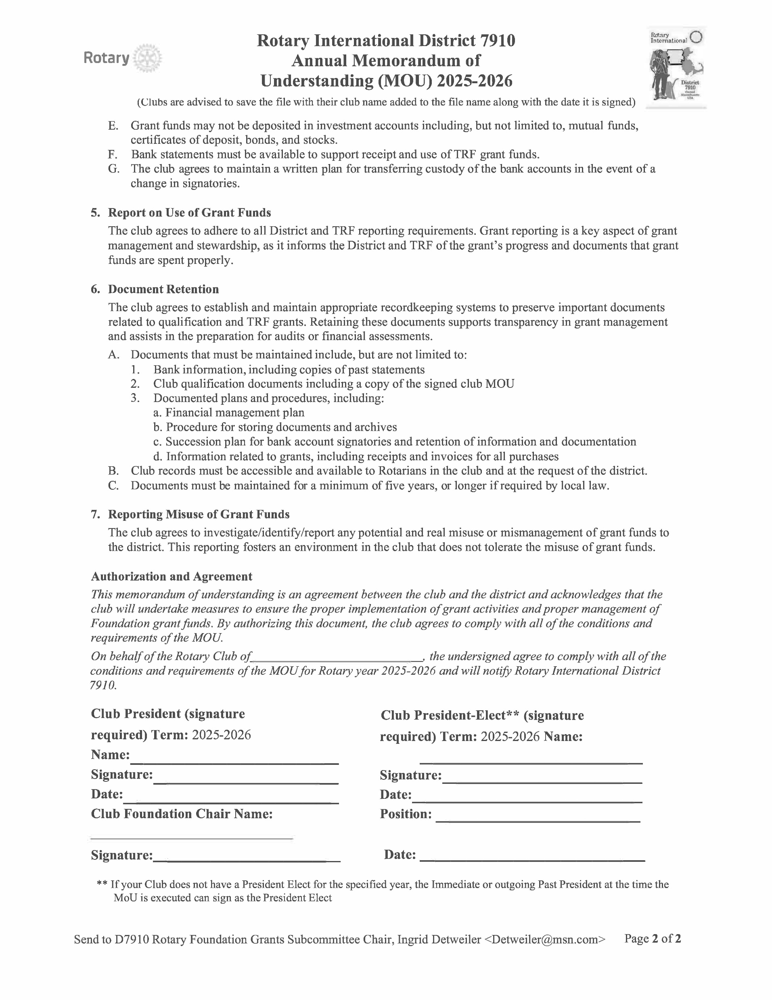 Rotary
Rotary International District 7910
Annual Memorandum of
Understanding (MOU) 2025-2026
Rotary
International
District
7910
Central
Massachusetts
USA
(Clubs are advised to save the file with their club name added to the file name along with the date it is signed)
E. Grant funds may not be deposited in investment accounts including, but not limited to, mutual funds,
certificates of deposit, bonds, and stocks.
F. Bank statements must be available to support receipt and use of TRF grant funds.
G. The club agrees to maintain a written plan for transferring custody of the bank accounts in the event of a
change in signatories.
5. Report on Use of Grant Funds
The club agrees to adhere to all District and TRF reporting requirements. Grant reporting is a key aspect of grant
management and stewardship, as it informs the District and TRF of the grant’s progress and documents that grant
funds are spent properly.
6. Document Retention
The club agrees to establish and maintain appropriate recordkeeping systems to preserve important documents
related to qualification and TRF grants. Retaining these documents supports transparency in grant management
and assists in the preparation for audits or financial assessments.
A. Documents that must be maintained include, but are not limited to:
1. Bank information, including copies of past statements
2. Club qualification documents including a copy of the signed club MOU
3. Documented plans and procedures, including:
a. Financial management plan
b. Procedure for storing documents and archives
c. Succession plan for bank account signatories and retention of information and documentation
d. Information related to grants, including receipts and invoices for all purchases
B. Club records must be accessible and available to Rotarians in the club and at the request of the district.
C. Documents must be maintained for a minimum of five years, or longer if required by local law.
7. Reporting Misuse of Grant Funds
The club agrees to investigate/identify/report any potential and real misuse or mismanagement of grant funds to
the district. This reporting fosters an environment in the club that does not tolerate the misuse of grant funds.
Authorization and Agreement
This memorandum of understanding is an agreement between the club and the district and acknowledges that the
club will undertake measures to ensure the proper implementation of grant activities and proper management of
Foundation grant funds. By authorizing this document, the club agrees to comply with all of the conditions and
requirements of the MOU.
On behalf of the Rotary Club of____________________________, the undersigned agree to comply with all of the
conditions and requirements of the MOU for Rotary year 2025-2026 and will notify Rotary International District
7910.
Club President (signature
required) Term: 2025-2026
Name:
Signature:
Date:
Club Foundation Chair Name:
Signature:
Club President-Elect** (signature
required) Term: 2025-2026 Name:
Signature:
Date:
Position:
Date:
** If your Club does not have a President Elect for the specified year, the Immediate or outgoing Past President at the time the
MoU is executed can sign as the President Elect
Send to D7910 Rotary Foundation Grants Subcommittee Chair, Ingrid Detweiler <Detweiler@msn.com> Page 2 of 2